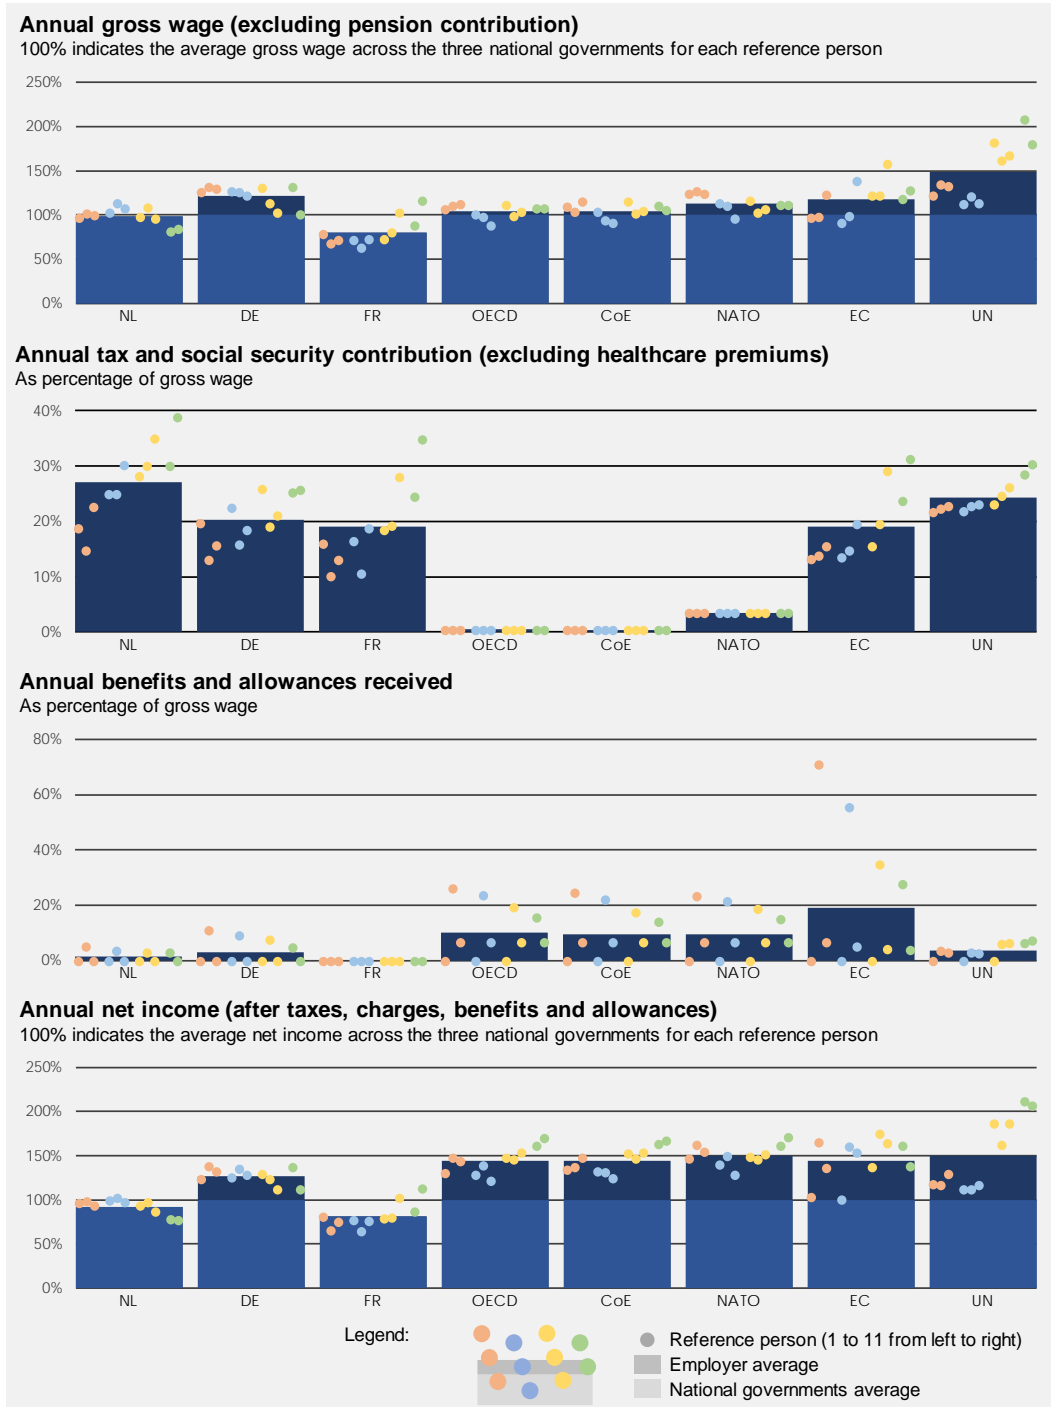 Annual gross wage (excluding pension contribution)
100% indicates the average gross wage across the three national governments for each reference person
250%
200%
150%
100%
50%
0%
NL DE FR OECD CoE NATO EC UN
Annual tax and social security contribution (excluding healthcare premiums)
As percentage of gross wage
40%
30%
20%
10%
0%
NL DE FR OECD CoE NATO EC UN
Annual benefits and allowances received
As percentage of gross wage
80%
60%
40%
20%
0%
NL DE FR OECD CoE NATO EC UN
Annual net income (after taxes, charges, benefits and allowances)
100% indicates the average net income across the three national governments for each reference person
250%
200%
150%
100%
50%
0%
NL DE FR OECD CoE NATO EC UN
Legend:
Reference person (1 to 11 from left to right)
Employer average
National governments average